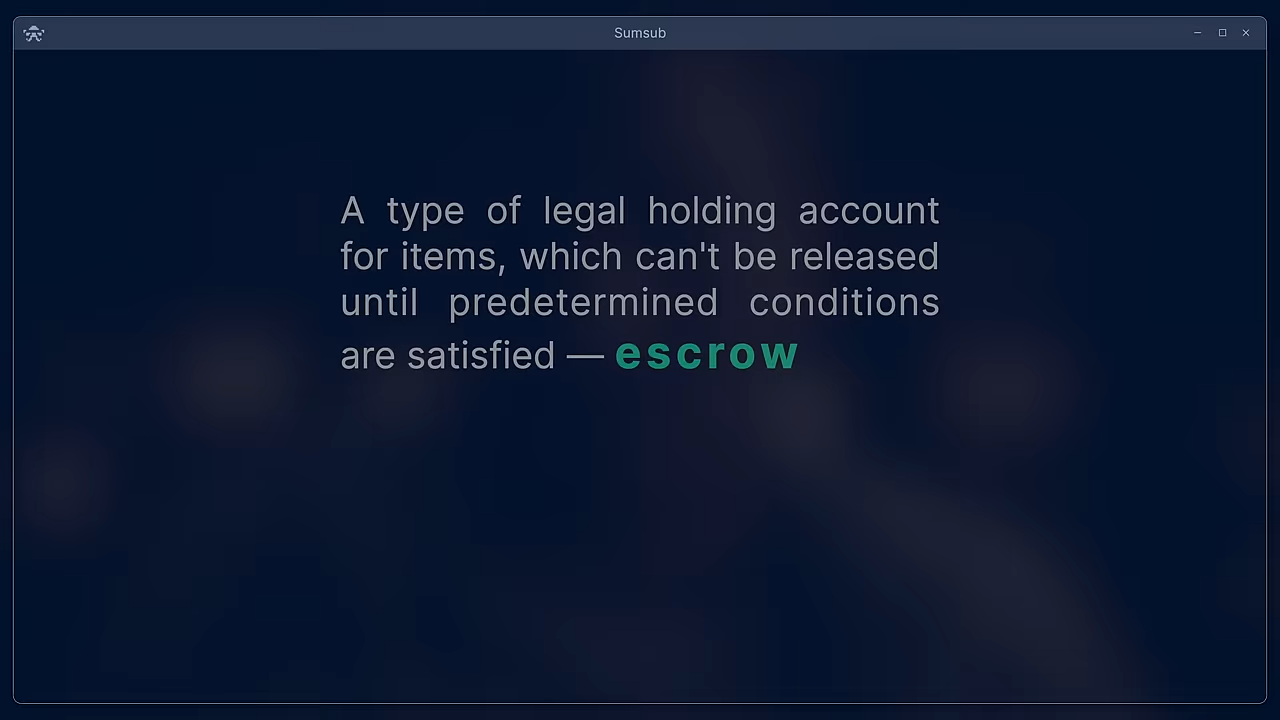 Sumsub
A type of legal holding account
for items, which can't be released
until predetermined conditions
are satisfied — escrow